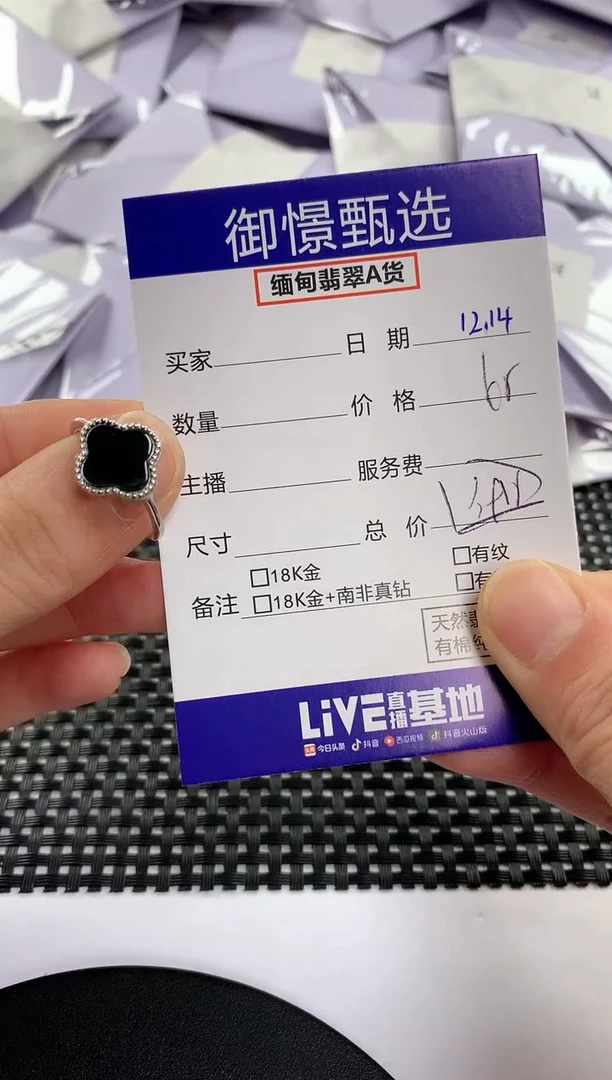 御憬甄选
缅甸翡翠A货
买家 日 期 12.14
数量 价 格
主播 服务费
尺寸 总 价
□18K金 □有纹
备注 □18K金+南非真钻 □有
天然
有棉
LiVE直播基地
今日头条 抖音 西瓜视频 抖音火山版